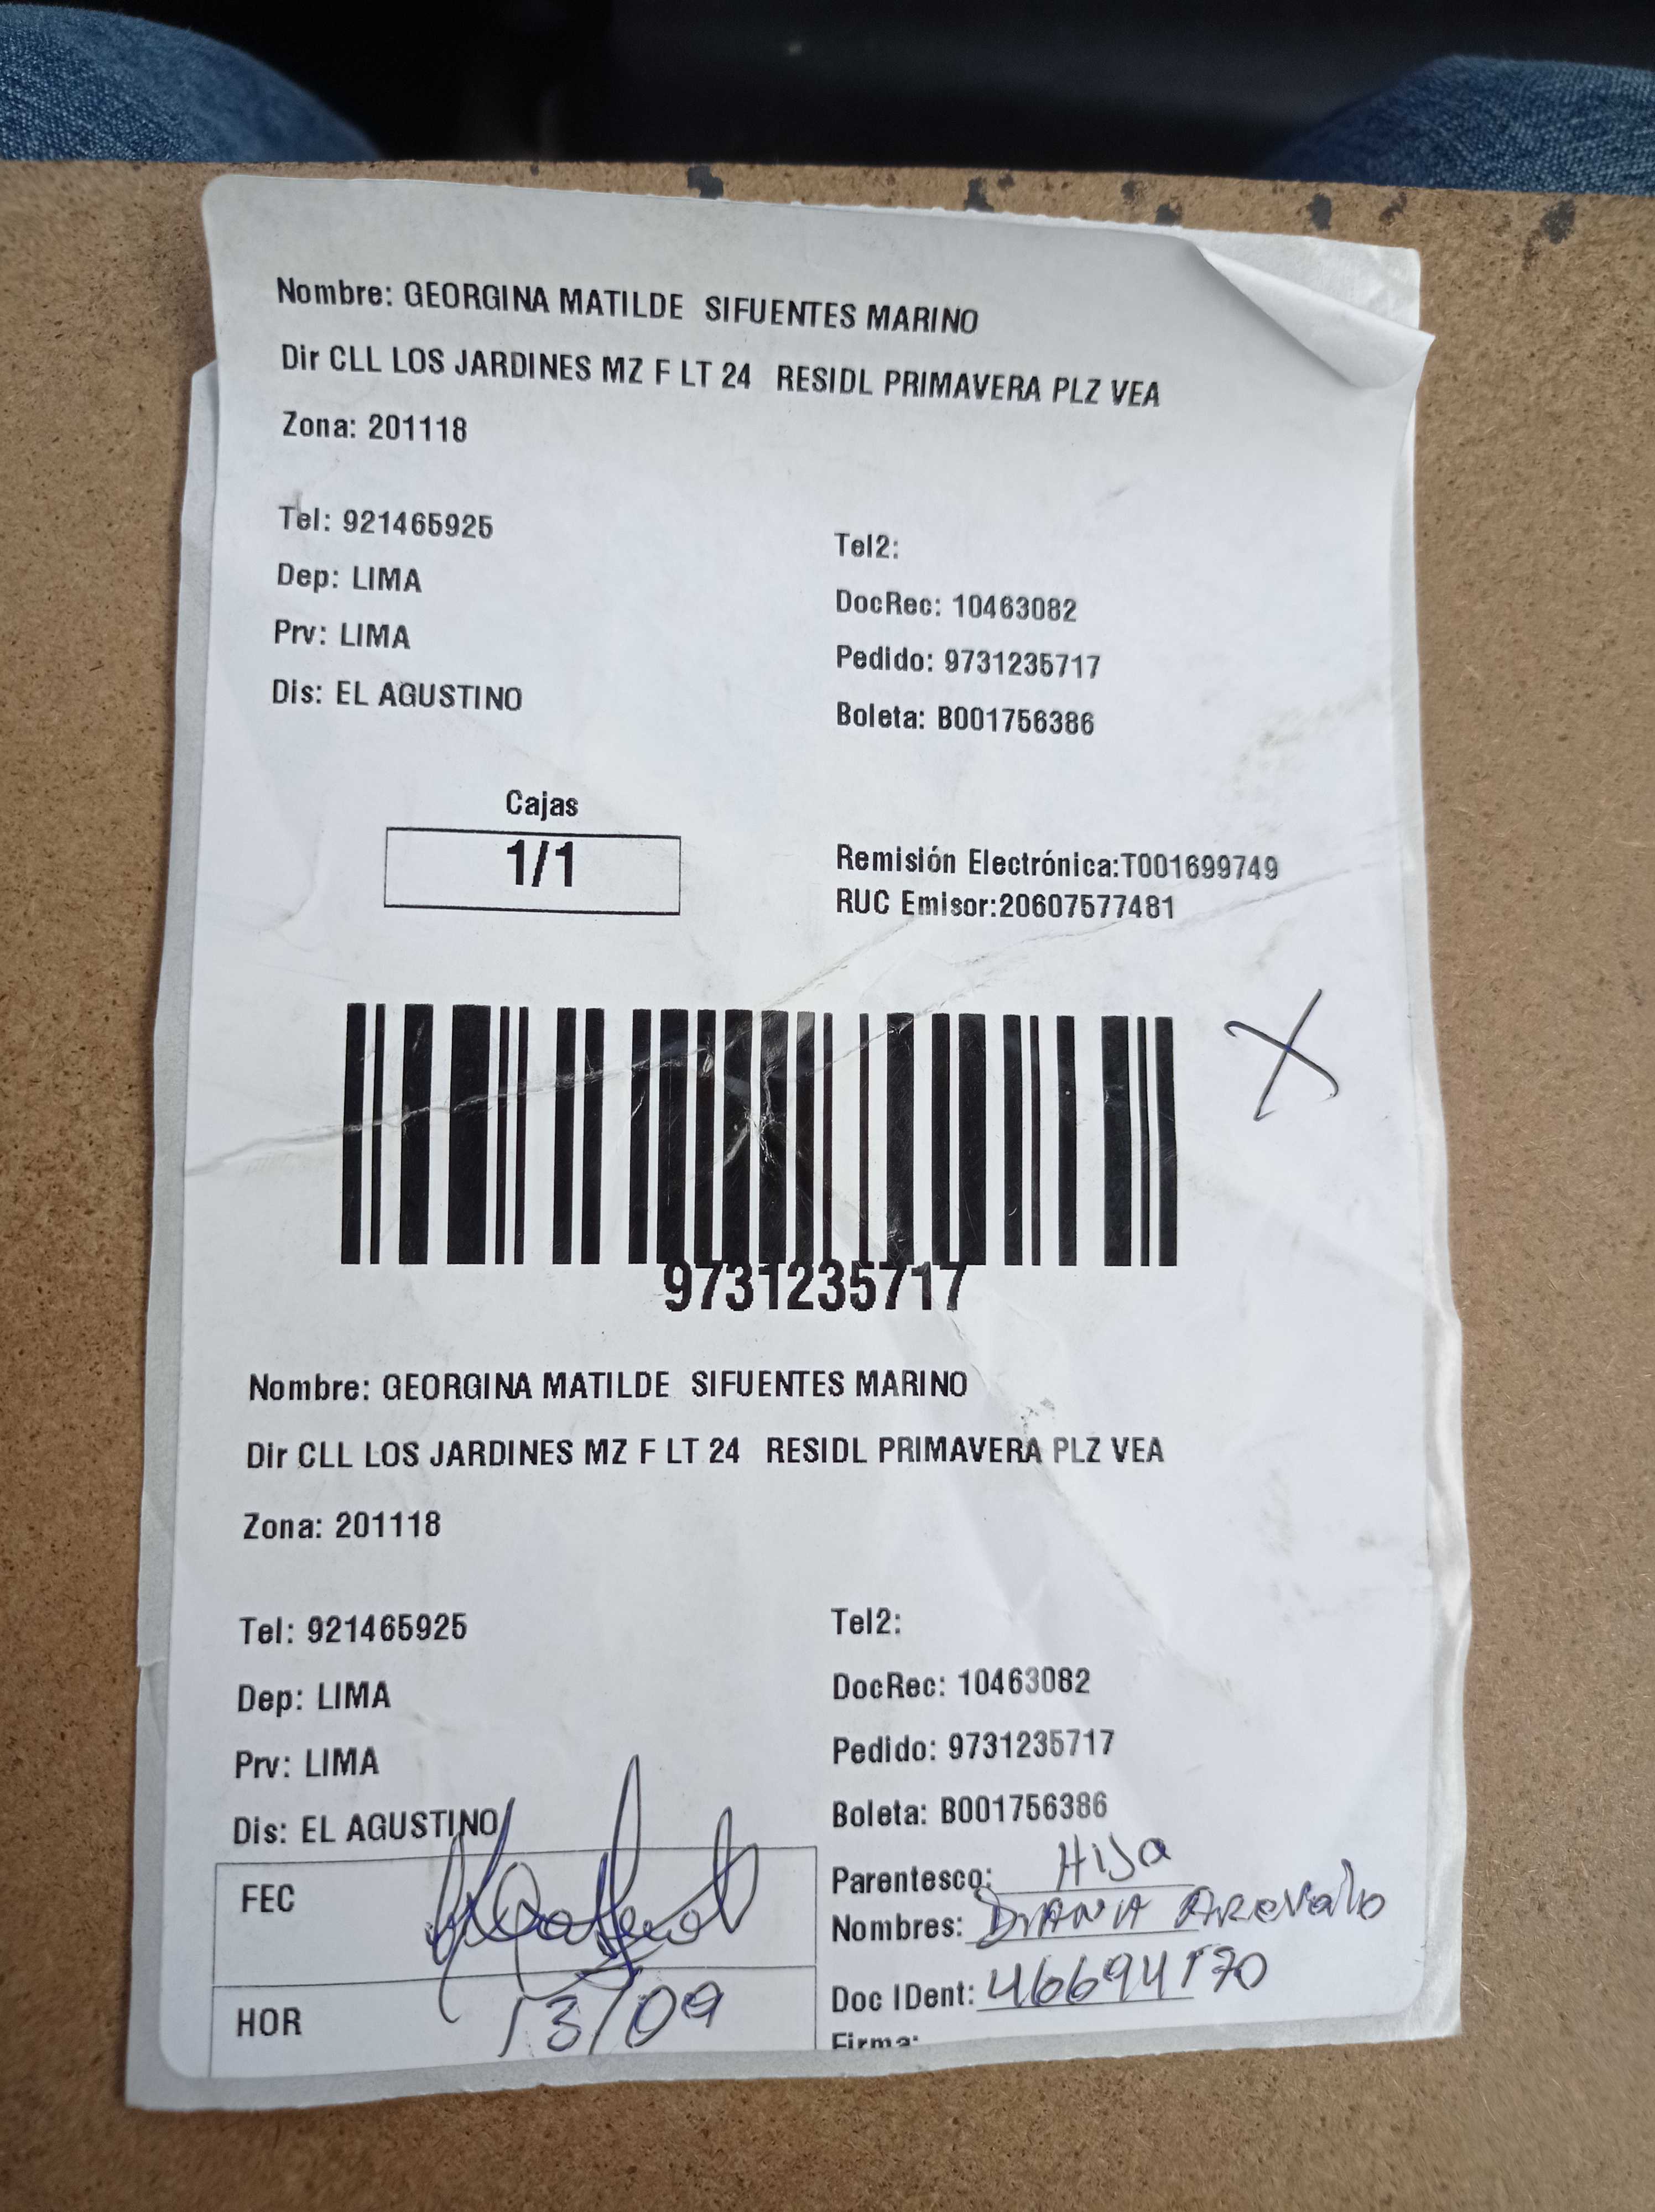 Nombre: GEORGINA MATILDE SIFUENTES MARINO
Dir CLL LOS JARDINES MZ F LT 24 RESIDL PRIMAVERA PLZ VEA
Zona: 201118
Tel: 921465925
Tel2:
Dep: LIMA
DocRec: 10463082
Prv: LIMA
Pedido: 9731235717
Dis: EL AGUSTINO
Boleta: B001756386
Cajas
1/1
Remisión Electrónica:T001699749
RUC Emisor:20607577481
X
9731235717
Nombre: GEORGINA MATILDE SIFUENTES MARINO
Dir CLL LOS JARDINES MZ F LT 24 RESIDL PRIMAVERA PLZ VEA
Zona: 201118
Tel: 921465925
Tel2:
Dep: LIMA
DocRec: 10463082
Prv: LIMA
Pedido: 9731235717
Dis: EL AGUSTINO
Boleta: B001756386
FEC
Parentesco: Hija
Nombres: DIANA Arevalo
Doc IDent:
HOR 13/09
Firma: